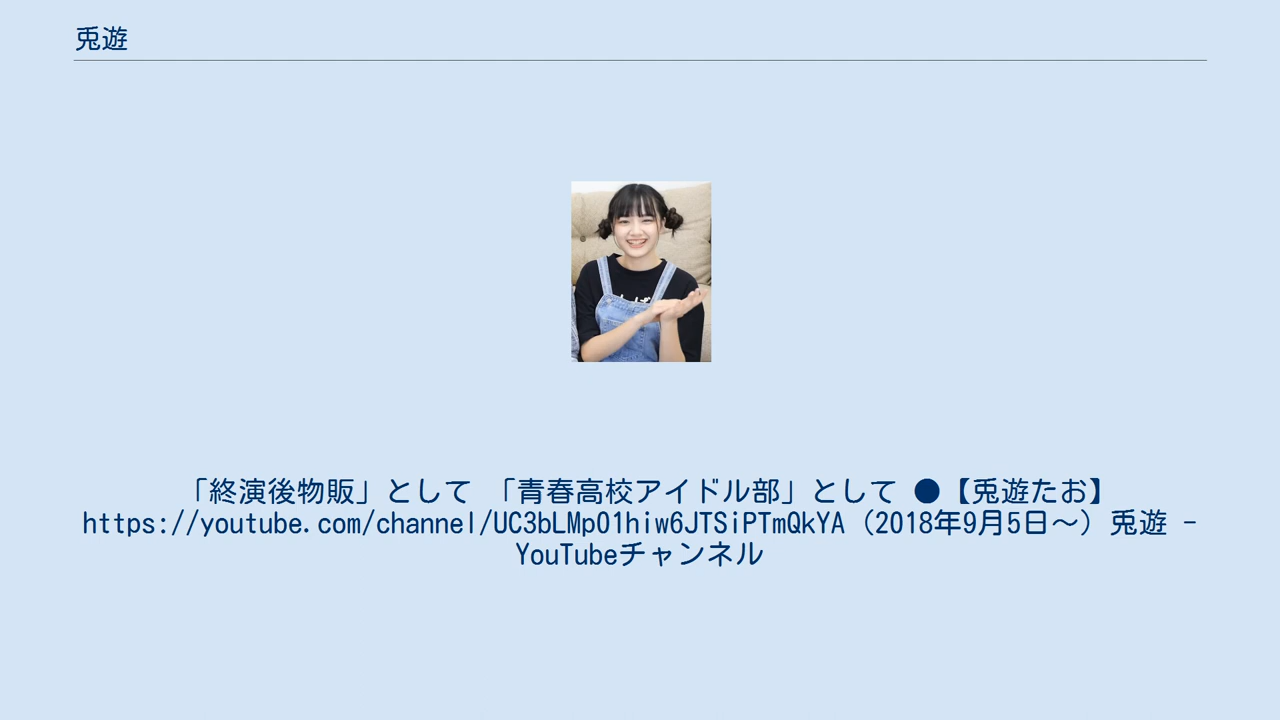 兎遊
「終演後物販」として 「青春高校アイドル部」として ●【兎遊たお】
https://youtube.com/channel/UC3bLMpO1hiw6JTSiPTmQkYA（2018年9月5日〜）兎遊 -
YouTubeチャンネル